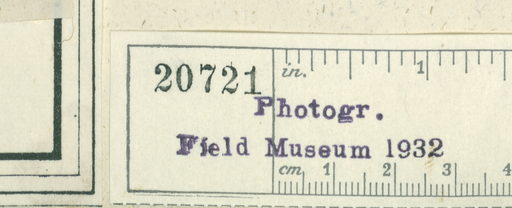 20721
in. 1
Photogr.
Field Museum 1932
cm 1 2 3 4